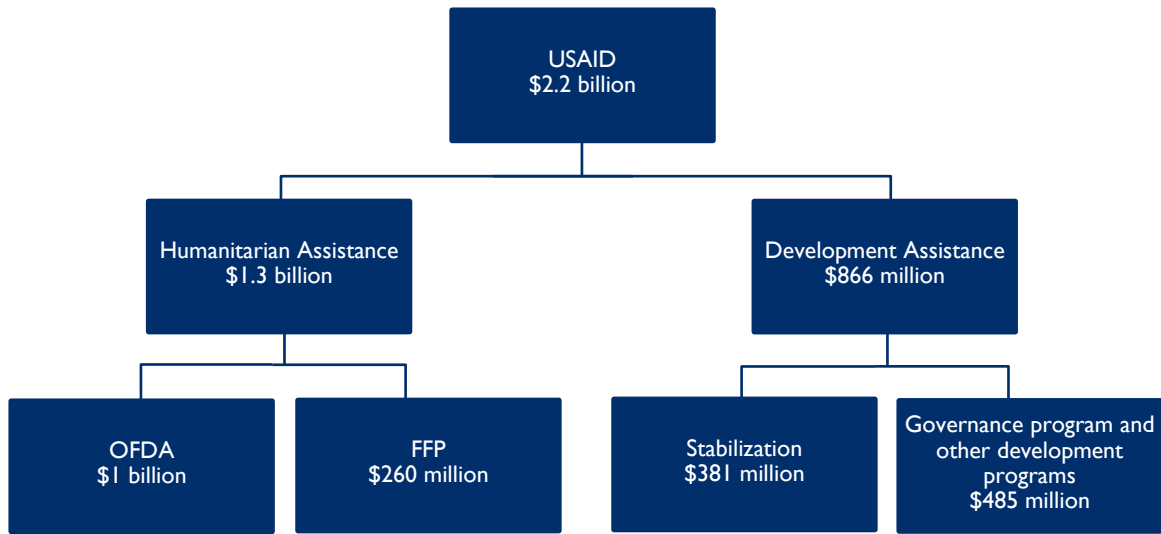 USAID
$2.2 billion
Humanitarian Assistance
$1.3 billion
Development Assistance
$866 million
OFDA
$1 billion
FFP
$260 million
Stabilization
$381 million
Governance program and
other development
programs
$485 million